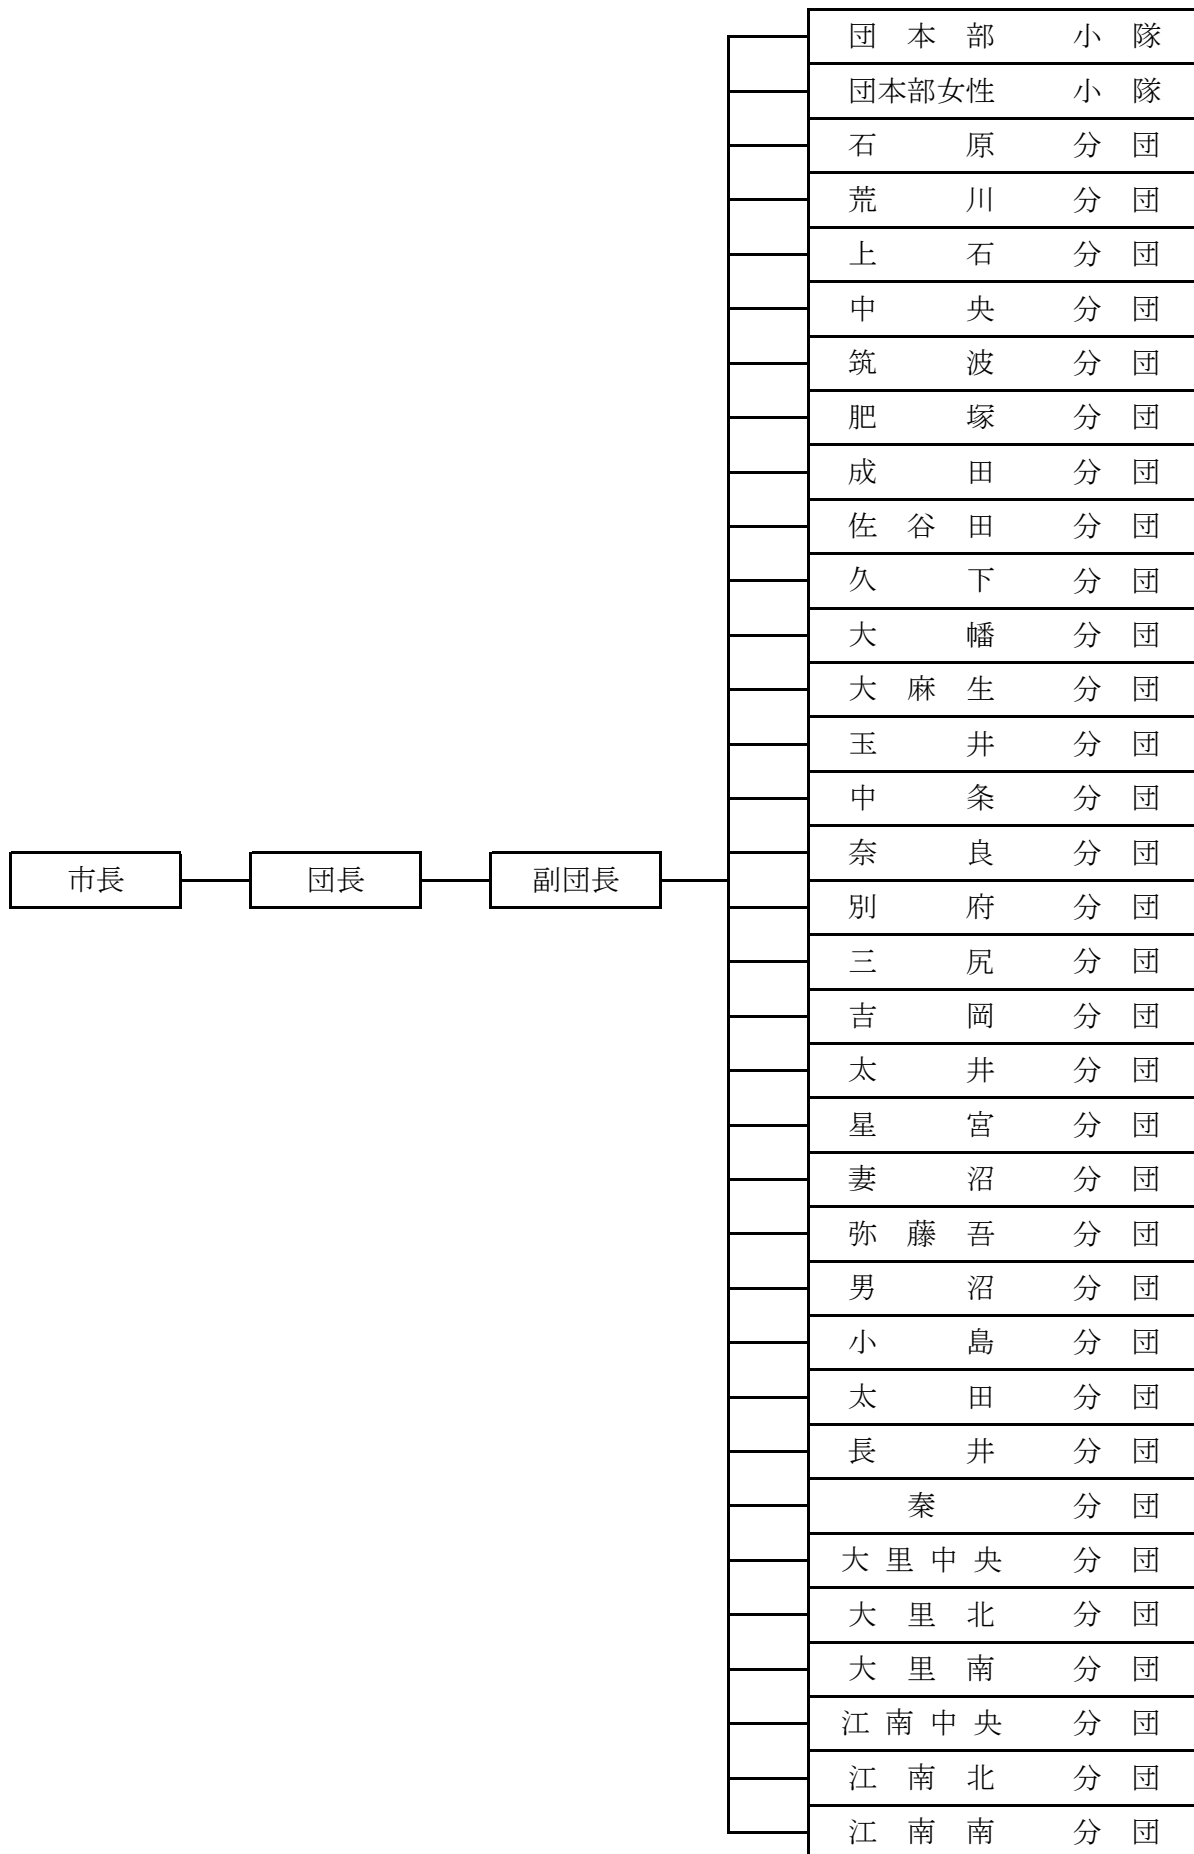 団本部 小隊
団本部女性 小隊
石原 分団
荒川 分団
上石 分団
中央 分団
筑波 分団
肥塚 分団
成田 分団
佐谷田 分団
久下 分団
大幡 分団
大麻生 分団
玉井 分団
中条 分団
奈良 分団
市長 団長 副団長
別府 分団
三尻 分団
吉岡 分団
太井 分団
星宮 分団
妻沼 分団
弥藤吾 分団
男沼 分団
小島 分団
太田 分団
長井 分団
秦 分団
大里中央 分団
大里北 分団
大里南 分団
江南中央 分団
江南北 分団
江南南 分団